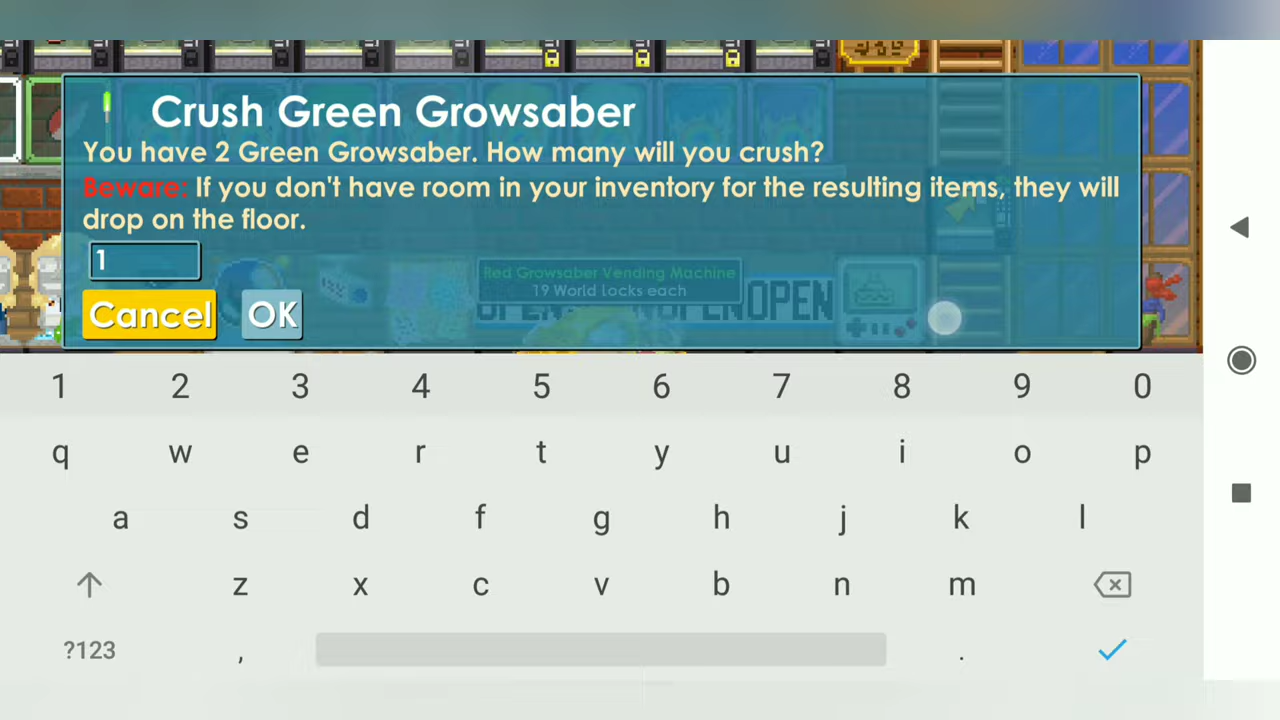 Crush Green Growsaber
You have 2 Green Growsaber. How many will you crush?
Beware: If you don't have room in your inventory for the resulting items, they will
drop on the floor.
1
Red Growsaber Vending Machine
19 World Locks each
OPEN
Cancel OK
1 2 3 4 5 6 7 8 9 0
q w e r t y u i o p
a s d f g h j k l
z x c v b n m
?123 , .